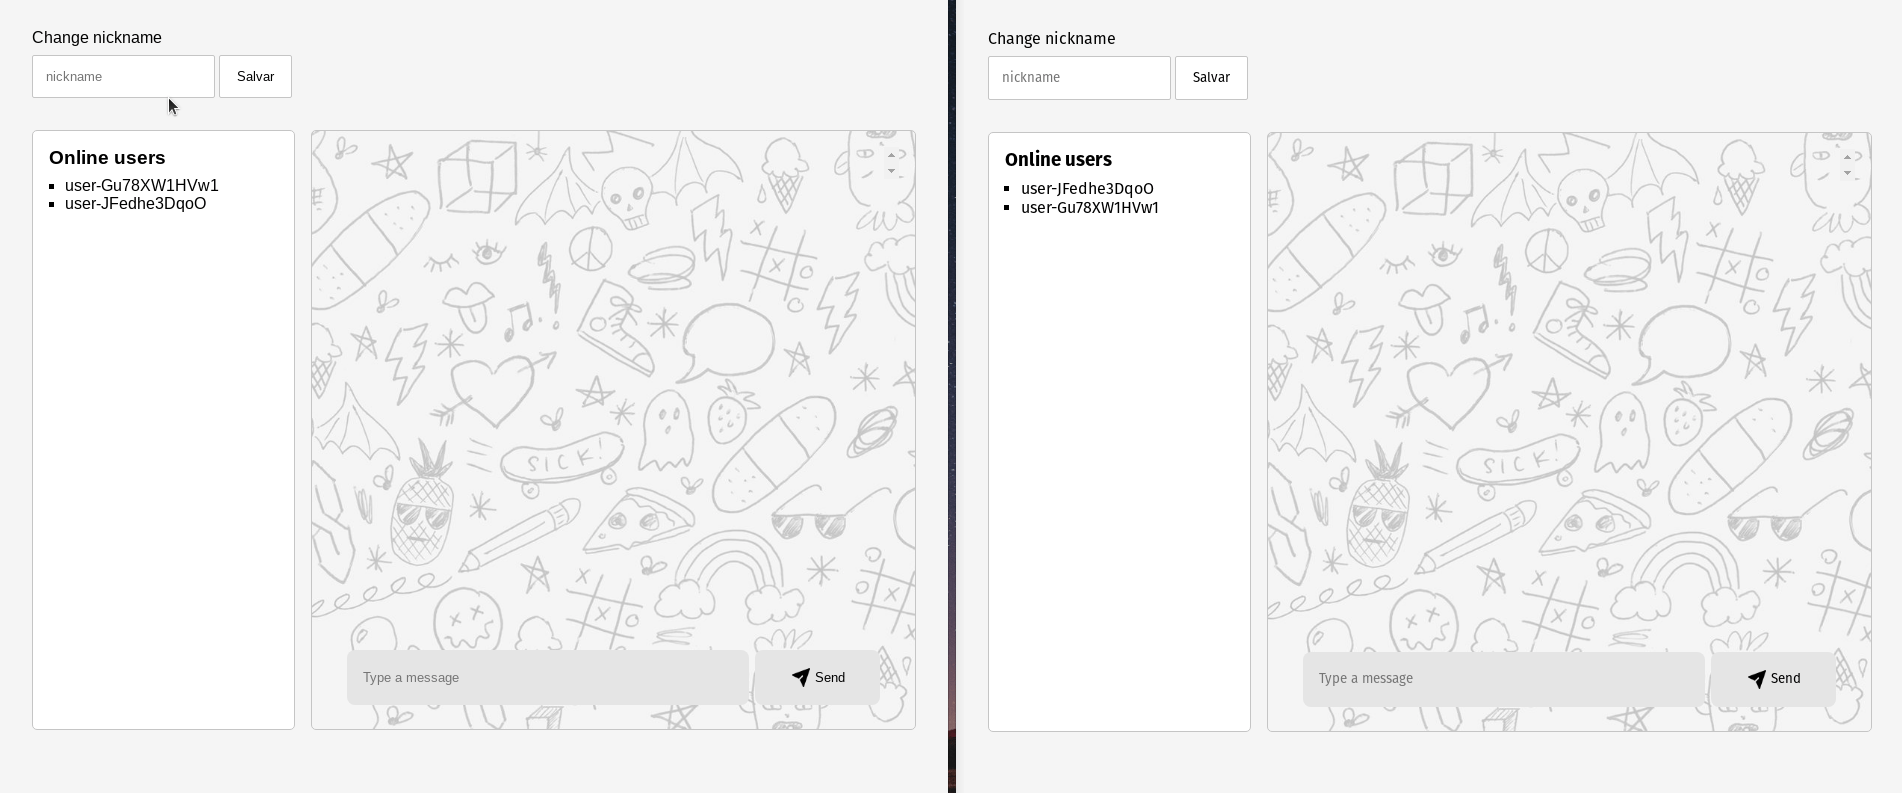 Change nickname
nickname
Salvar
Online users
user-Gu78XW1HVw1
user-JFedhe3DqoO
SICK!
Type a message
Send
Change nickname
nickname
Salvar
Online users
user-JFedhe3DqoO
user-Gu78XW1HVw1
SICK!
Type a message
Send